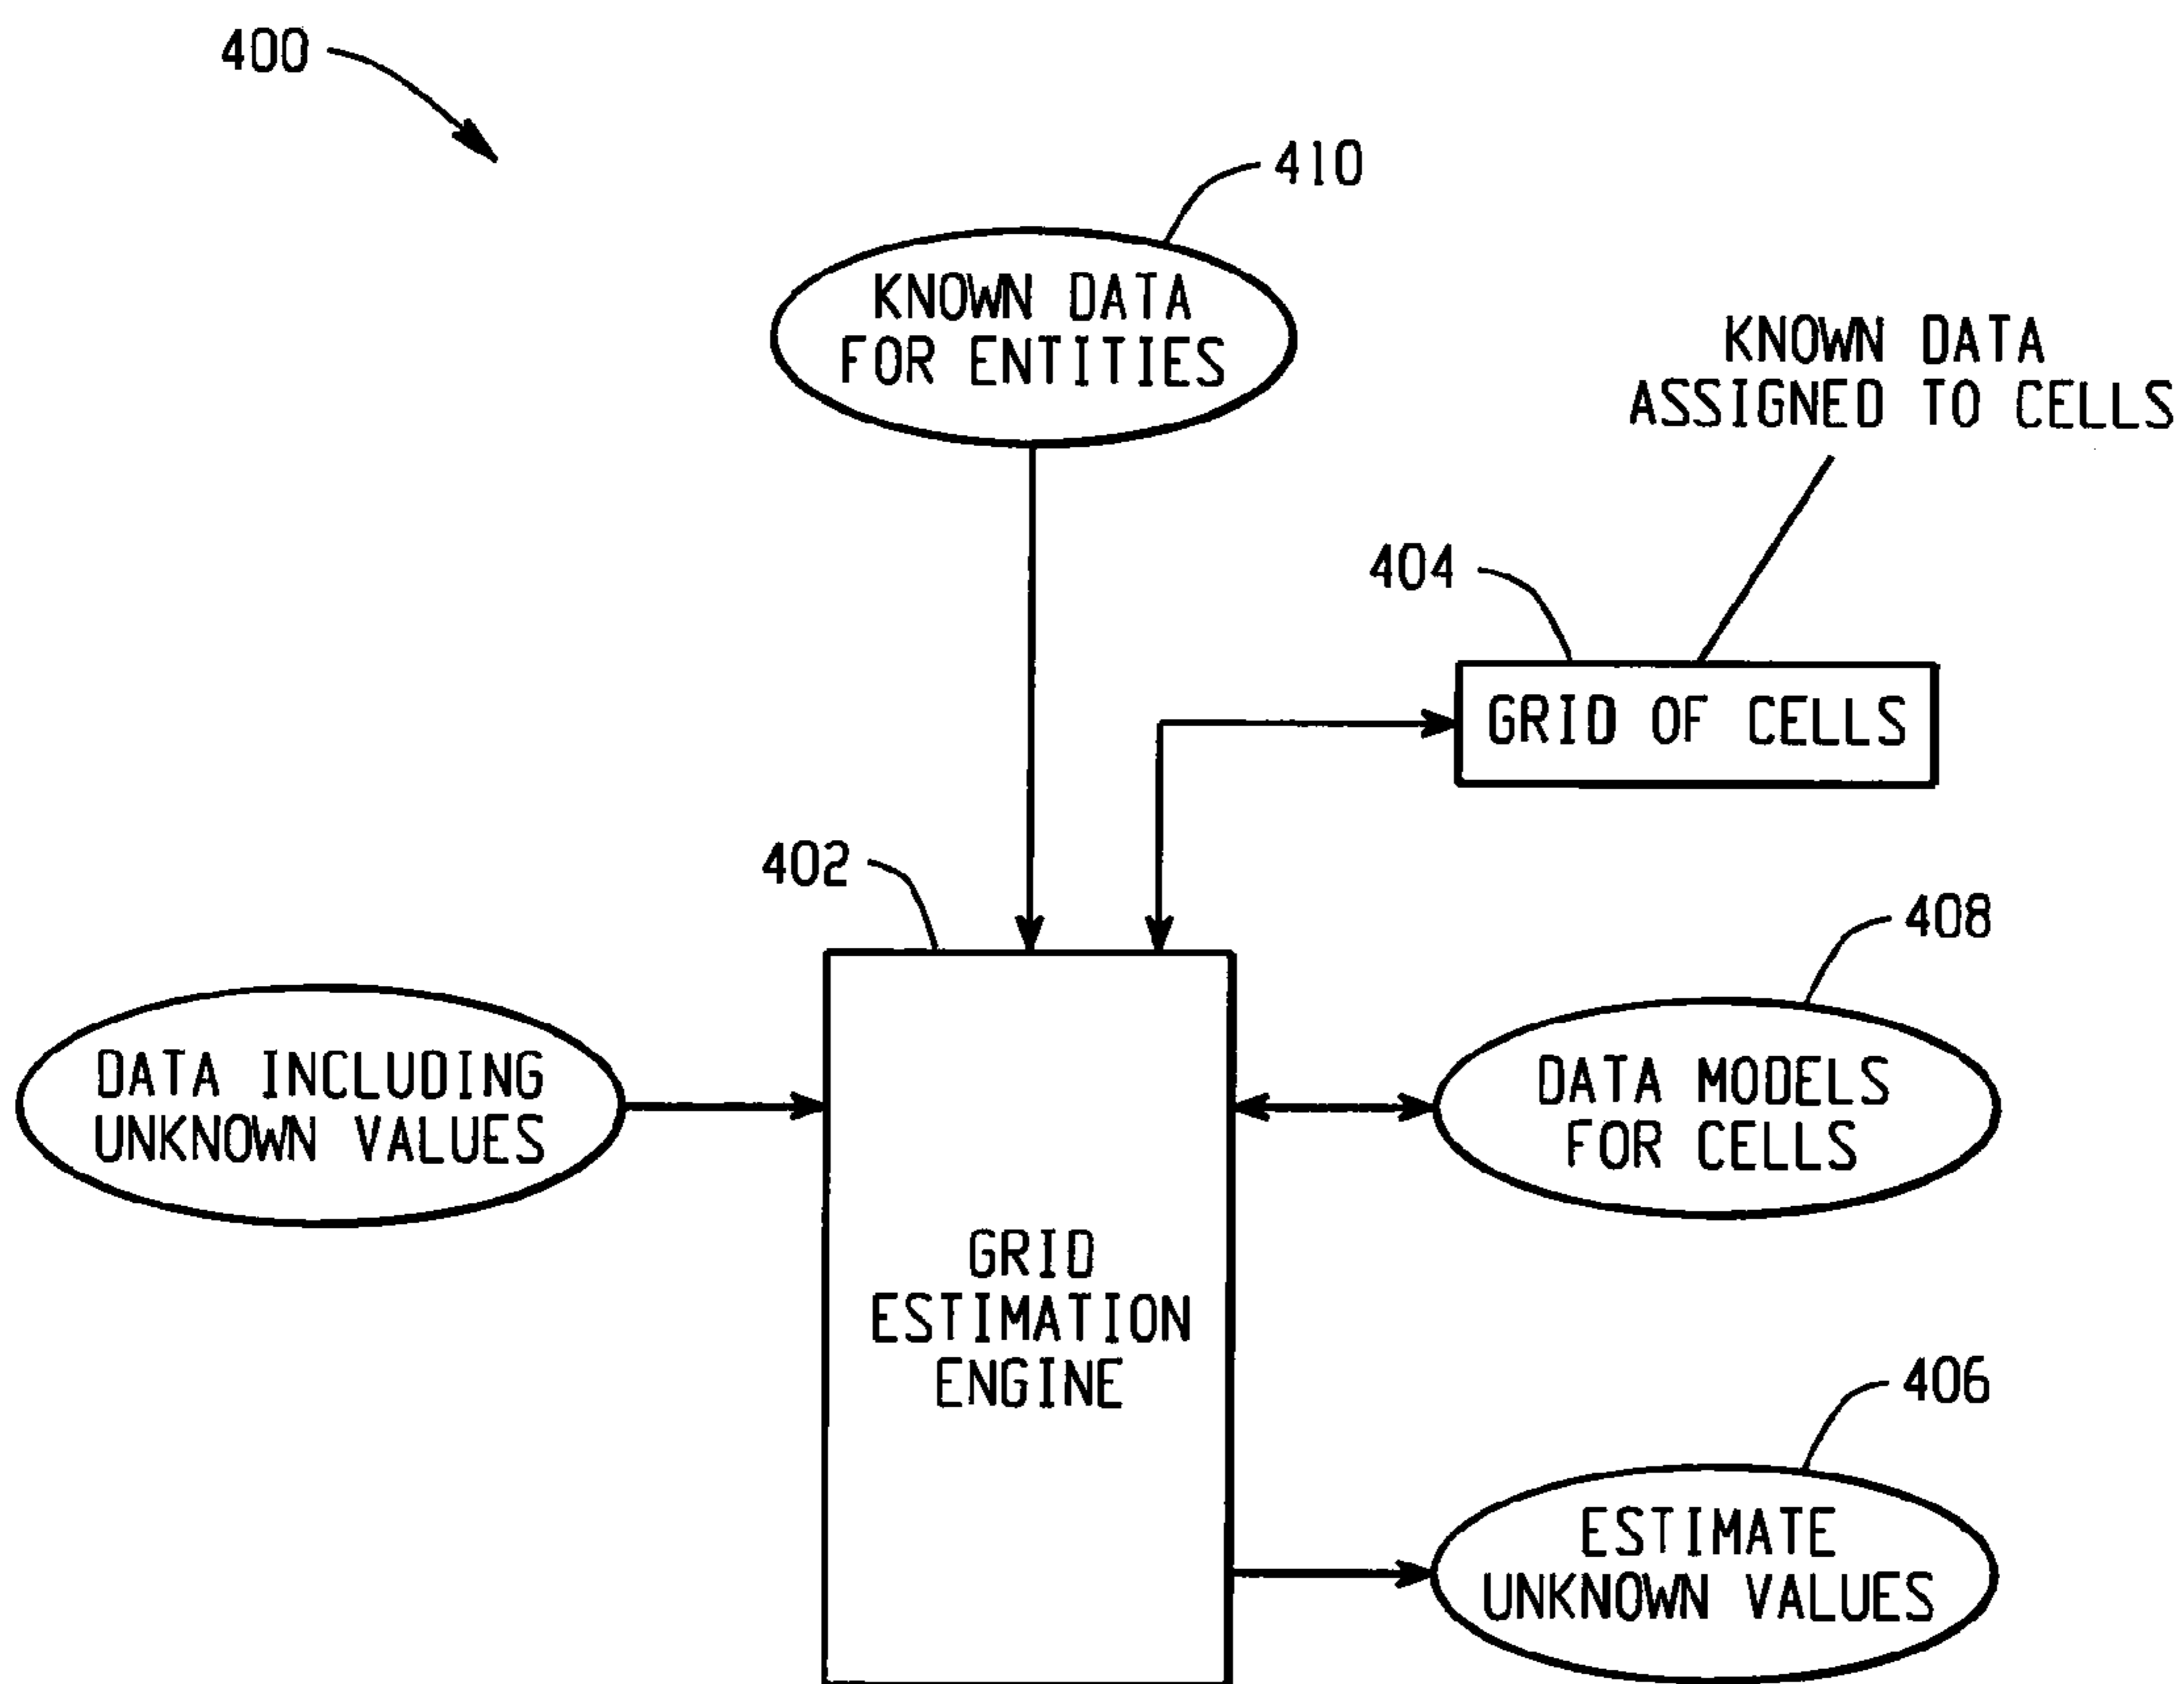 400
410
KNOWN DATA
FOR ENTITIES
KNOWN DATA
ASSIGNED TO CELLS
404
GRID OF CELLS
402
408
DATA INCLUDING
UNKNOWN VALUES
DATA MODELS
FOR CELLS
GRID
ESTIMATION
ENGINE
406
ESTIMATE
UNKNOWN VALUES